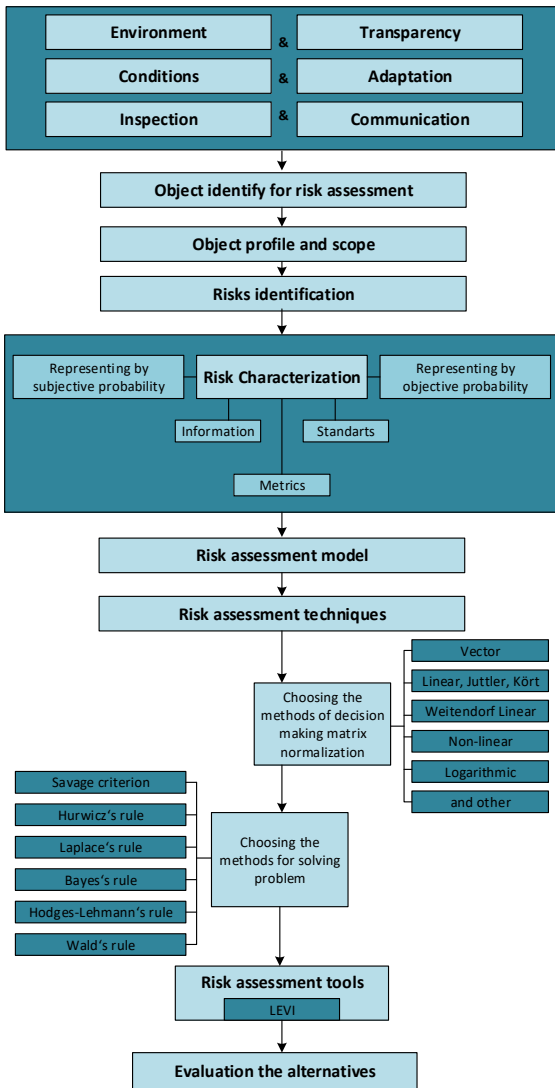 Environment
&
Transparency
Conditions
&
Adaptation
Inspection
&
Communication
Object identify for risk assessment
Object profile and scope
Risks identification
Representing by
subjective probability
Risk Characterization
Representing by
objective probability
Information
Standarts
Metrics
Risk assessment model
Risk assessment techniques
Choosing the
methods of decision
making matrix
normalization
Vector
Linear, Juttler, Kört
Weitendorf Linear
Non-linear
Logarithmic
and other
Savage criterion
Hurwicz‘s rule
Laplace‘s rule
Bayes‘s rule
Hodges-Lehmann‘s rule
Wald‘s rule
Choosing the
methods for solving
problem
Risk assessment tools
LEVI
Evaluation the alternatives